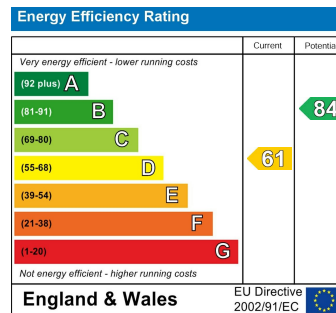 Energy Efficiency Rating
Current Potential
Very energy efficient - lower running costs
(92 plus) A
(81-91) B
84
(69-80) C
(55-68) D
61
(39-54) E
(21-38) F
(1-20) G
Not energy efficient - higher running costs
England & Wales
EU Directive
2002/91/EC